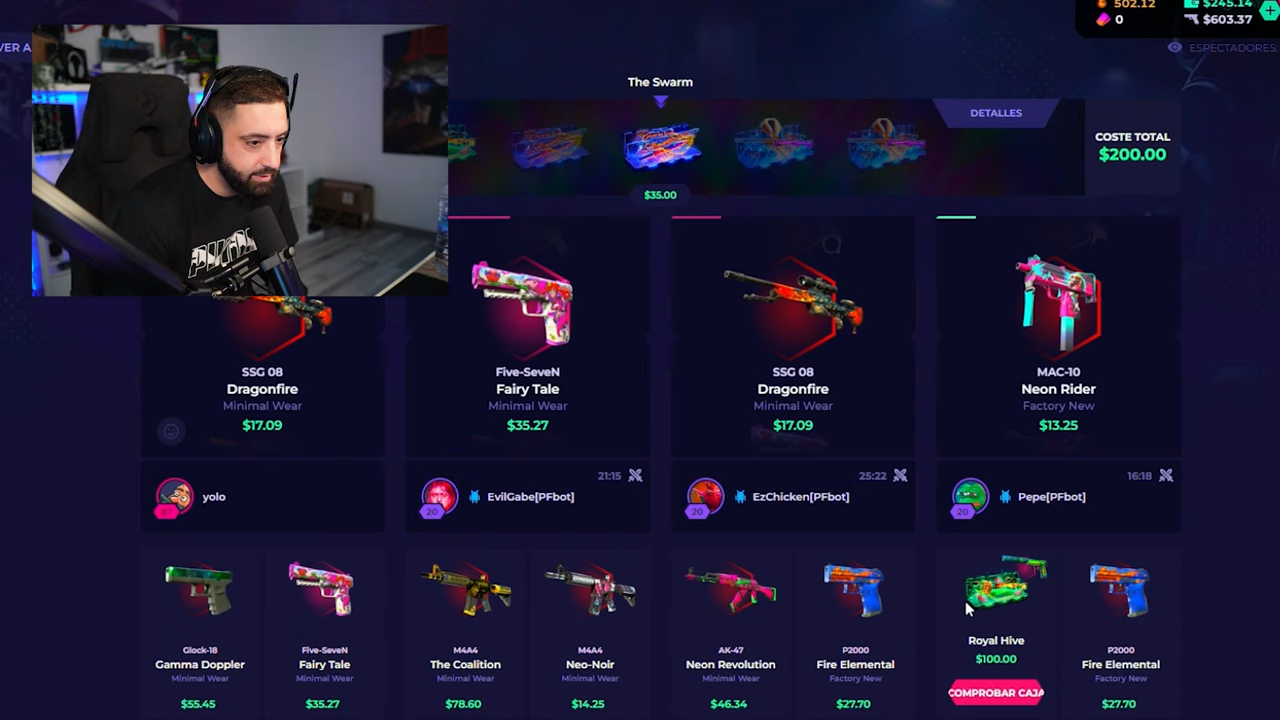 502.12
$245.14
0
$603.37
VER A
ESPECTADORES:
The Swarm
DETALLES
COSTE TOTAL
$200.00
$35.00
SSG 08
Dragonfire
Minimal Wear
$17.09
Five-SeveN
Fairy Tale
Minimal Wear
$35.27
SSG 08
Dragonfire
Minimal Wear
$17.09
MAC-10
Neon Rider
Factory New
$13.25
yolo
21:15
EvilGabe[PFbot]
20
25:22
EzChicken[PFbot]
20
16:18
Pepe[PFbot]
20
Glock-18
Gamma Doppler
Minimal Wear
$55.45
Five-SeveN
Fairy Tale
Minimal Wear
$35.27
M4A4
The Coalition
Minimal Wear
$78.60
M4A4
Neo-Noir
Minimal Wear
$14.25
AK-47
Neon Revolution
Minimal Wear
$46.34
P2000
Fire Elemental
Factory New
$27.70
Royal Hive
$100.00
COMPROBAR CAJA
P2000
Fire Elemental
Factory New
$27.70